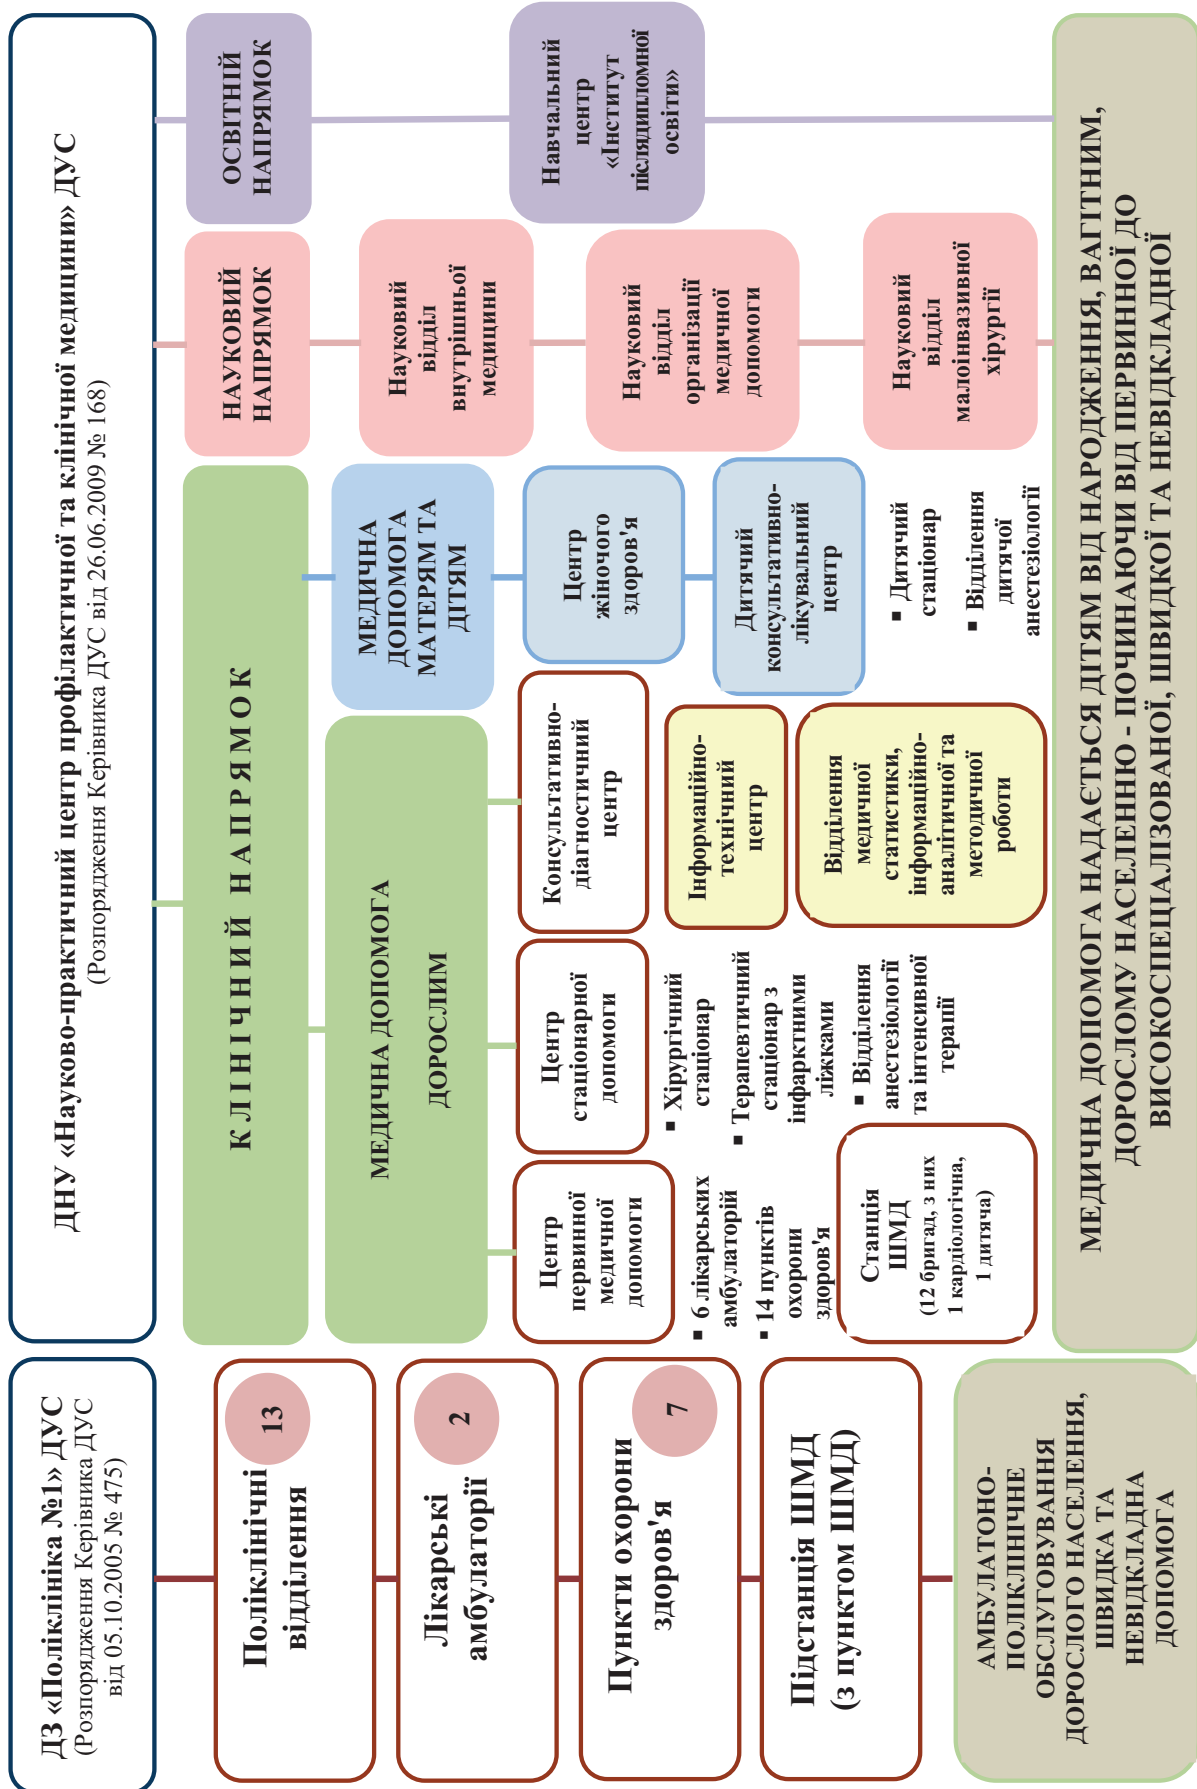 ДЗ «Поліклініка №1» ДУС
(Розпорядження Керівника ДУС
від 05.10.2005 № 475)
Поліклінічні
відділення
13
Лікарські
амбулаторії
2
Пункти охорони
здоров'я
7
Підстанція ШМД
(з пунктом ШМД)
АМБУЛАТОНО-
ПОЛІКЛІНІЧНЕ
ОБСЛУГОВУВАННЯ
ДОРОСЛОГО НАСЕЛЕННЯ,
ШВИДКА ТА
НЕВІДКЛАДНА
ДОПОМОГА
ДНУ «Науково-практичний центр профілактичної та клінічної медицини» ДУС
(Розпорядження Керівника ДУС від 26.06.2009 № 168)
КЛІНІЧНИЙ НАПРЯМОК
МЕДИЧНА ДОПОМОГА
ДОРОСЛИМ
Центр
первинної
медичної
допомоги
▪ 6 лікарських
амбулаторій
▪ 14 пунктів
охорони
здоров'я
Станція
ШМД
(12 бригад, з них
1 кардіологічна,
1 дитяча)
Центр
стаціонарної
допомоги
▪ Хірургічний
стаціонар
▪ Терапевтичний
стаціонар з
інфарктними
ліжками
▪ Відділення
анестезіології
та інтенсивної
терапії
Консультативно-
діагностичний
центр
Інформаційно-
технічний
центр
Відділення
медичної
статистики,
інформаційно-
аналітичної та
методичної
роботи
МЕДИЧНА
ДОПОМОГА
МАТЕРЯМ ТА
ДІТЯМ
Центр
жіночого
здоров'я
Дитячий
консультативно-
лікувальний
центр
▪ Дитячий
стаціонар
▪ Відділення
дитячої
анестезіології
НАУКОВИЙ
НАПРЯМОК
Науковий
відділ
внутрішньої
медицини
Науковий
відділ
організації
медичної
допомоги
Науковий
відділ
малоінвазивної
хірургії
ОСВІТНІЙ
НАПРЯМОК
Навчальний
центр
«Інститут
післядипломної
освіти»
МЕДИЧНА ДОПОМОГА НАДАЄТЬСЯ ДІТЯМ ВІД НАРОДЖЕННЯ, ВАГІТНИМ,
ДОРОСЛОМУ НАСЕЛЕННЮ - ПОЧИНАЮЧИ ВІД ПЕРВИННОЇ ДО
ВИСОКОСПЕЦІАЛІЗОВАНОЇ, ШВИДКОЇ ТА НЕВІДКЛАДНОЇ